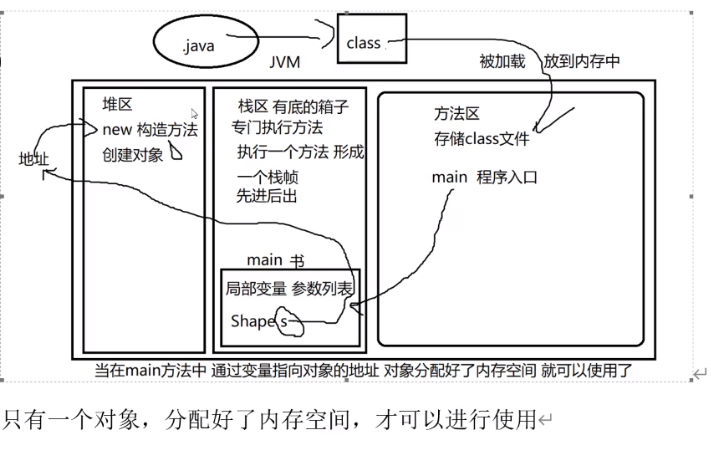 .java
class
JVM
被加载 放到内存中
堆区
new 构造方法
创建对象
地址
栈区 有底的箱子
专门执行方法
执行一个方法 形成
一个栈帧
先进后出
main 书
局部变量 参数列表
Shape s
方法区
存储class文件
main 程序入口
当在main方法中 通过变量指向对象的地址 对象分配好了内存空间 就可以使用了
只有一个对象，分配好了内存空间，才可以进行使用